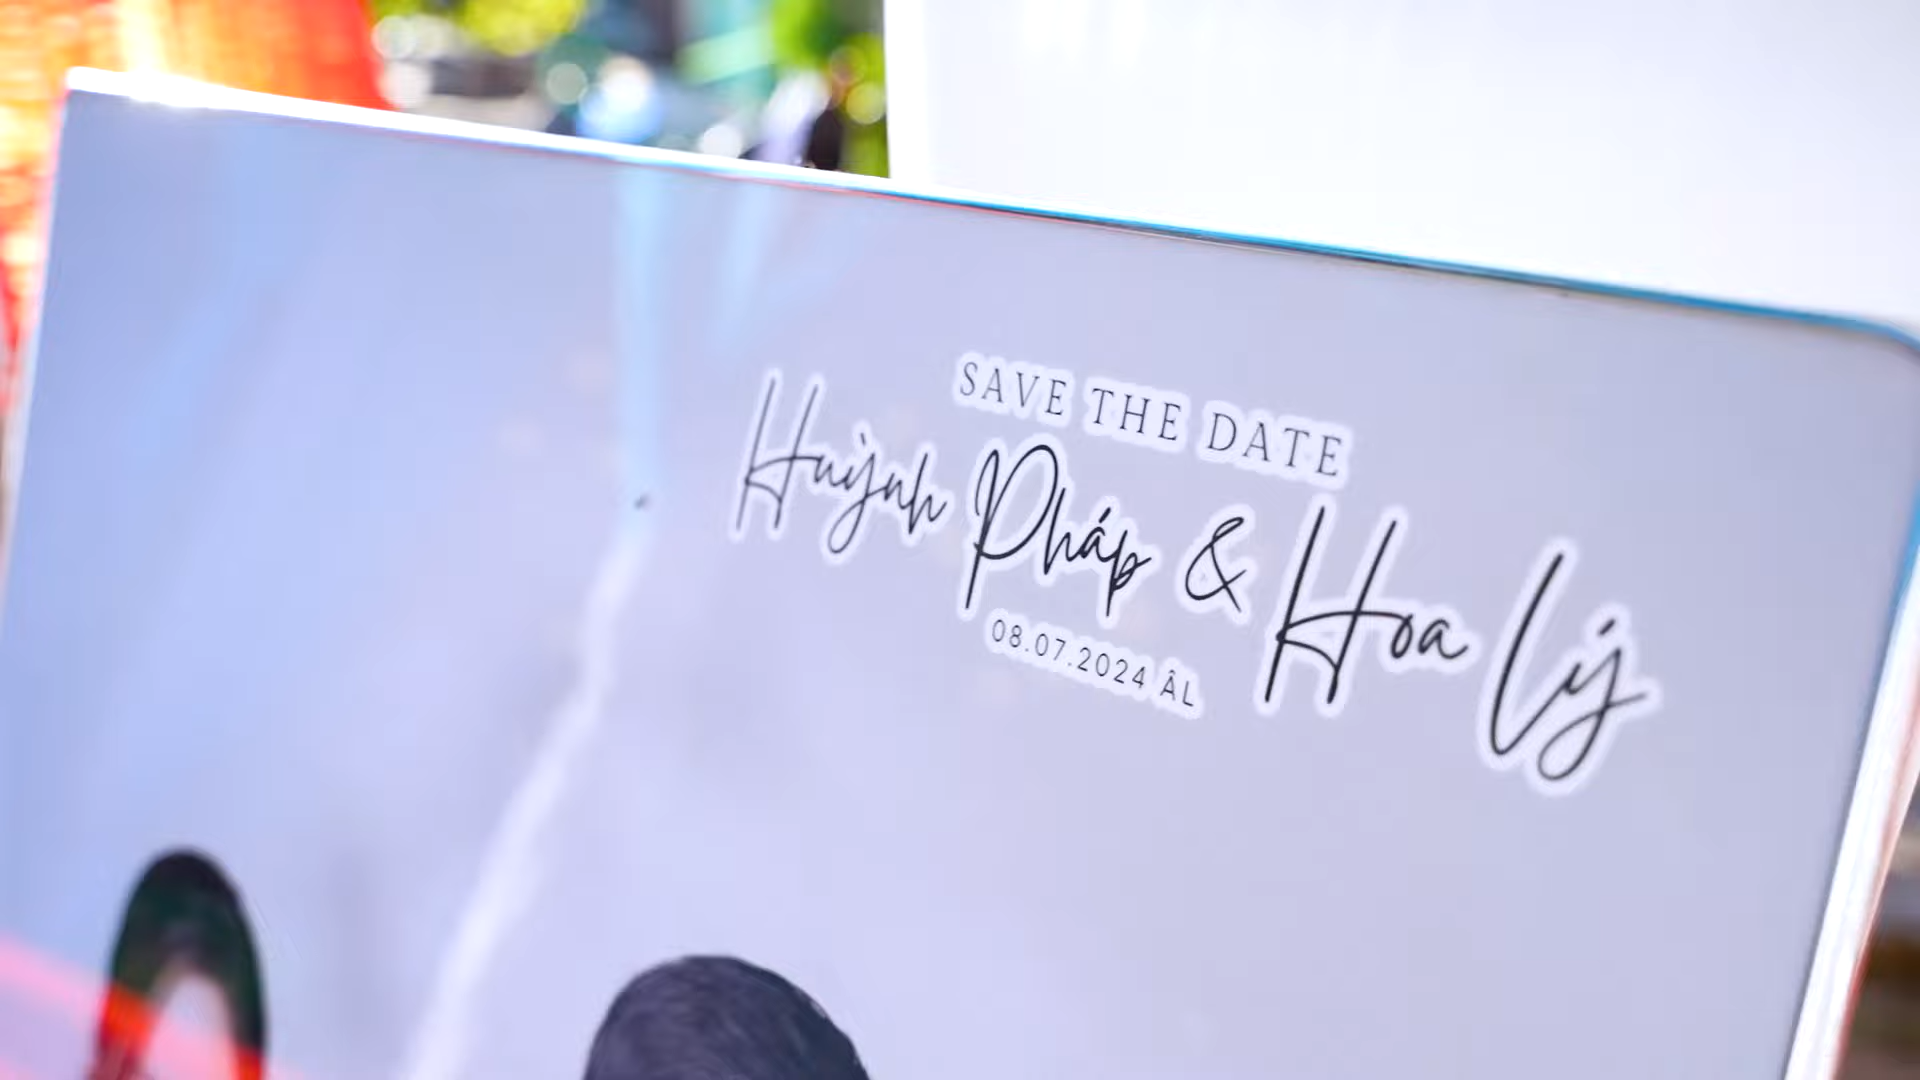 SAVE THE DATE
Huỳnh Pháp & Hoa Lý
08.07.2024 ÂL